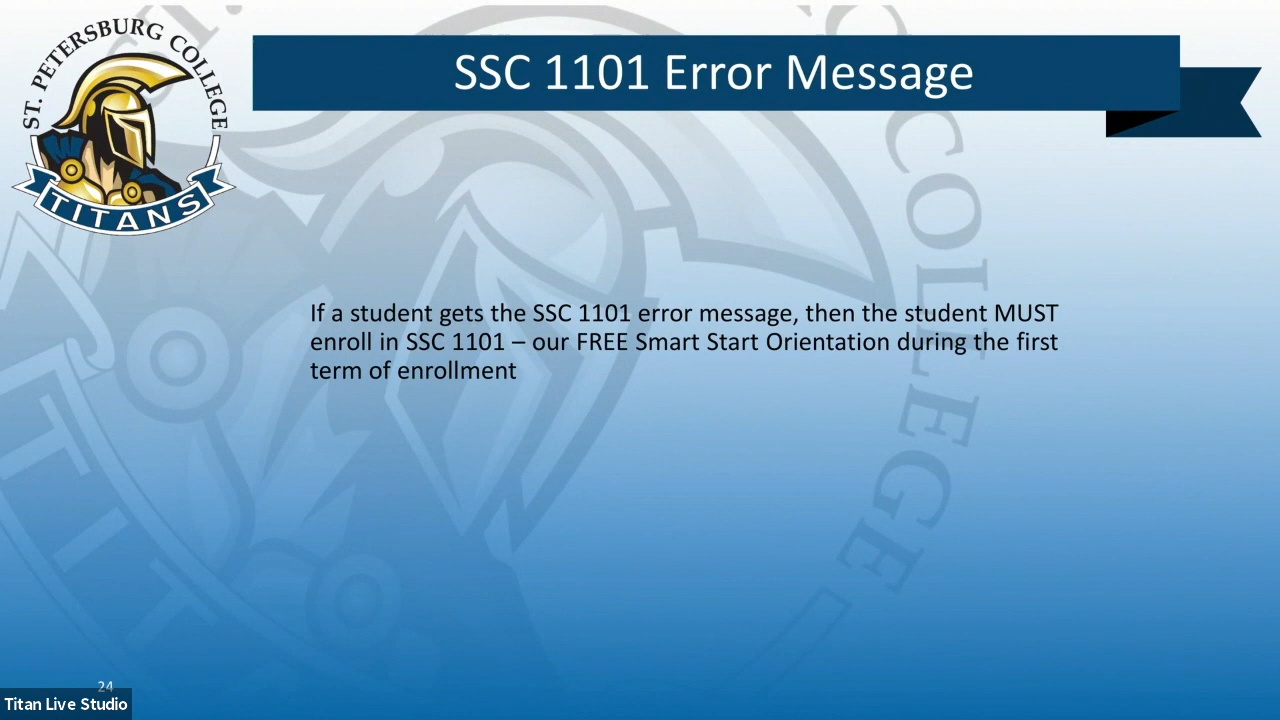 ST. PETERSBURG COLLEGE
TITANS
SSC 1101 Error Message
COLLEGE
If a student gets the SSC 1101 error message, then the student MUST
enroll in SSC 1101 – our FREE Smart Start Orientation during the first
term of enrollment
24
Titan Live Studio